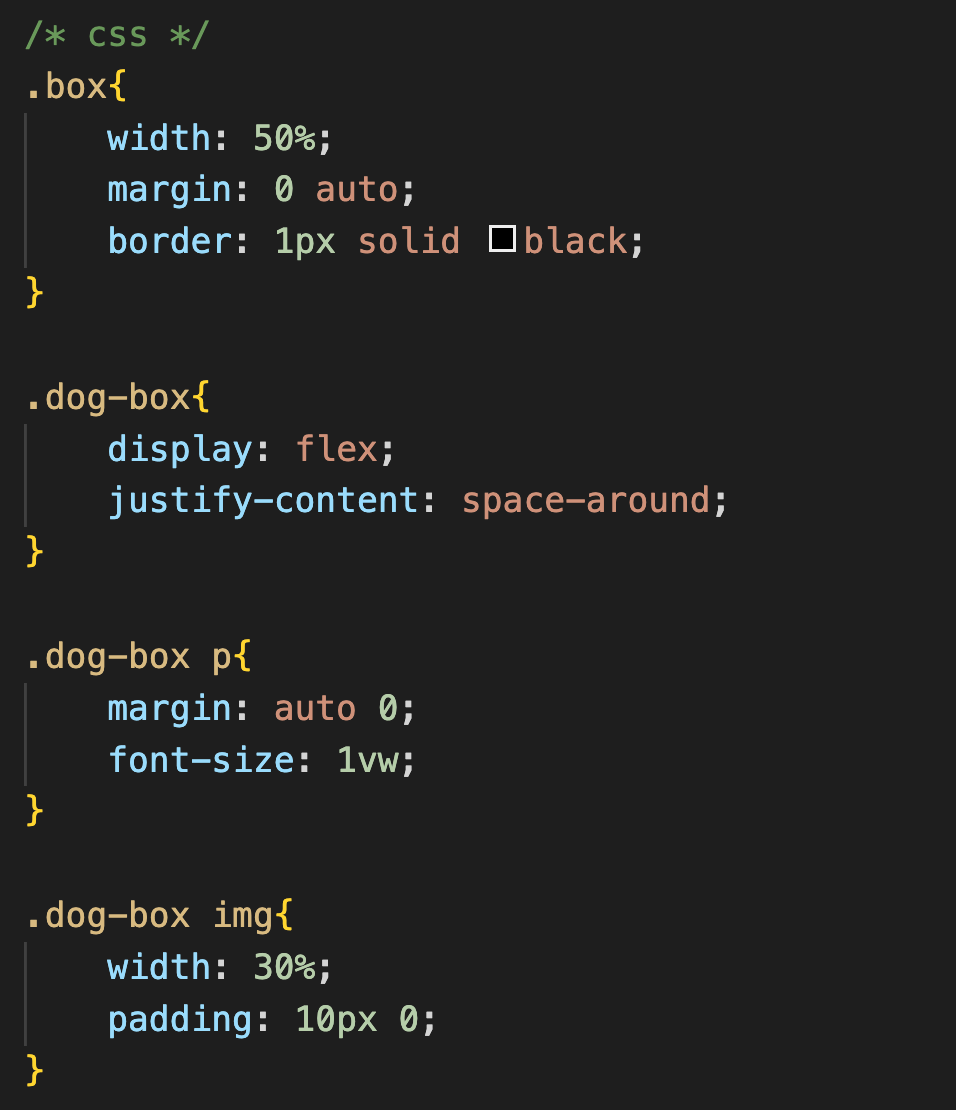 /* css */
.box{
    width: 50%;
    margin: 0 auto;
    border: 1px solid black;
}

.dog-box{
    display: flex;
    justify-content: space-around;
}

.dog-box p{
    margin: auto 0;
    font-size: 1vw;
}

.dog-box img{
    width: 30%;
    padding: 10px 0;
}